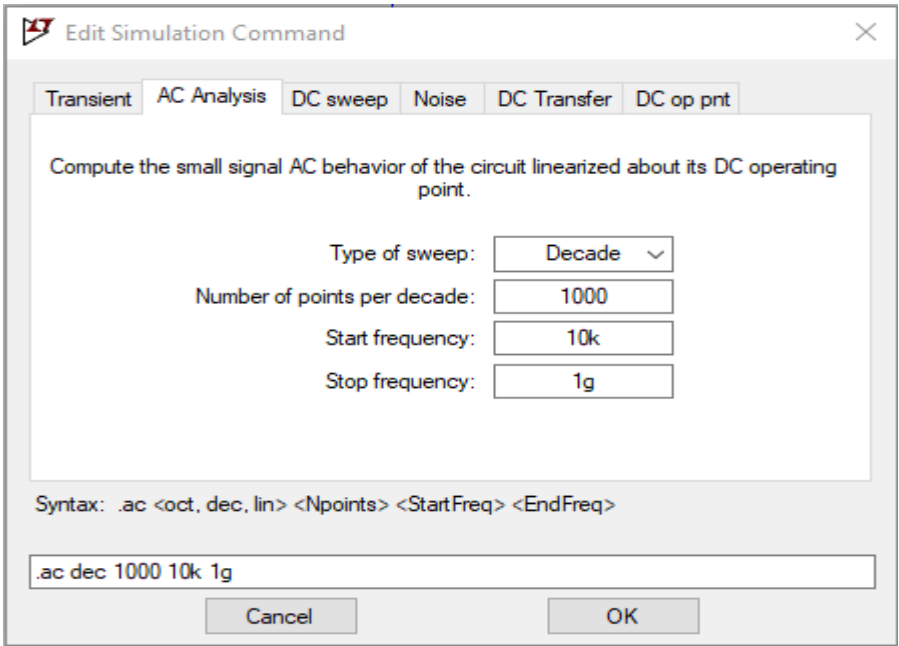 Edit Simulation Command
Transient AC Analysis DC sweep Noise DC Transfer DC op pnt
Compute the small signal AC behavior of the circuit linearized about its DC operating
point.
Type of sweep: Decade
Number of points per decade: 1000
Start frequency: 10k
Stop frequency: 1g
Syntax: .ac <oct, dec, lin> <Npoints> <StartFreq> <EndFreq>
.ac dec 1000 10k 1g
Cancel OK